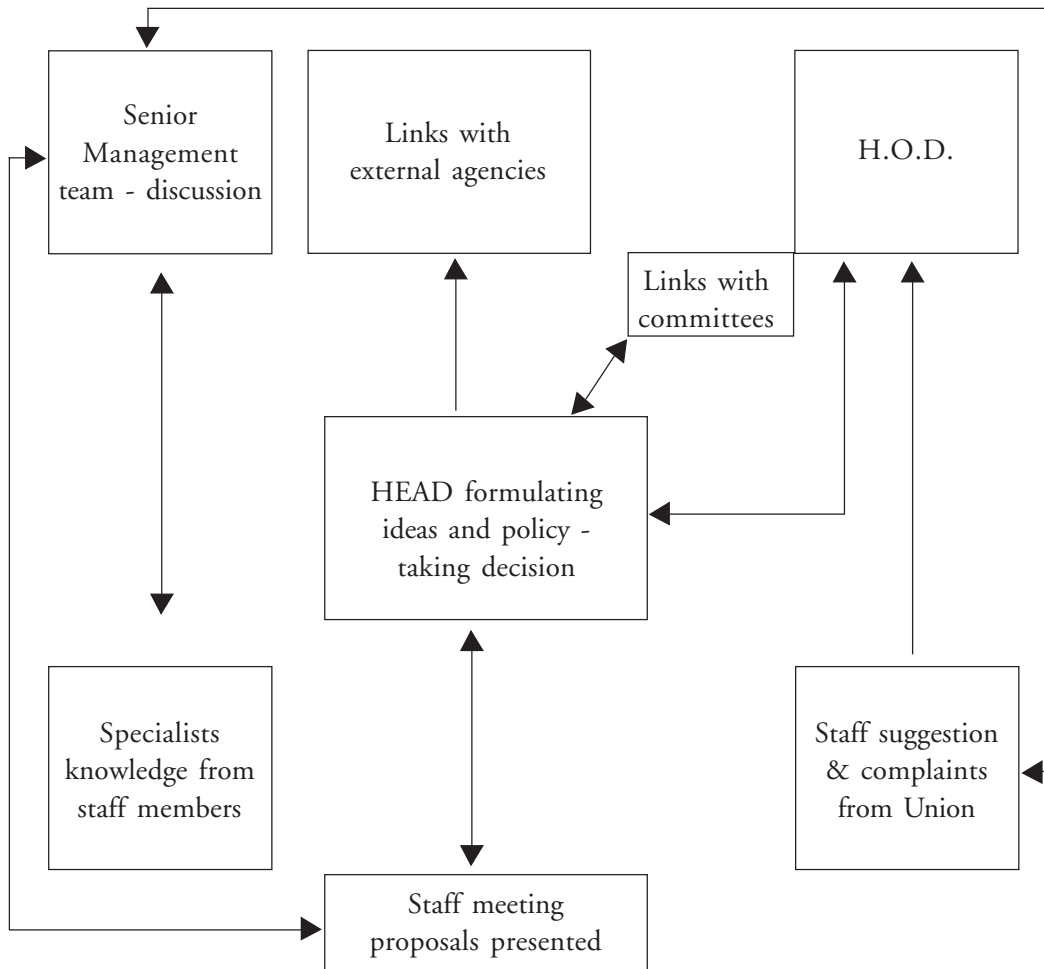 Senior
Management
team - discussion
Links with
external agencies
H.O.D.
Links with
committees
HEAD formulating
ideas and policy -
taking decision
Specialists
knowledge from
staff members
Staff suggestion
& complaints
from Union
Staff meeting
proposals presented